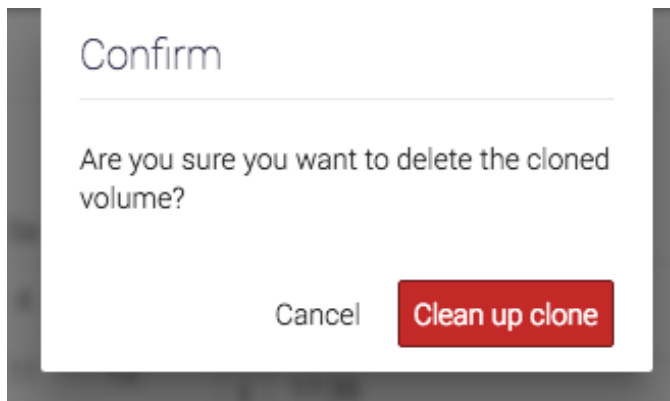 Confirm
Are you sure you want to delete the cloned
volume?
Cancel
Clean up clone